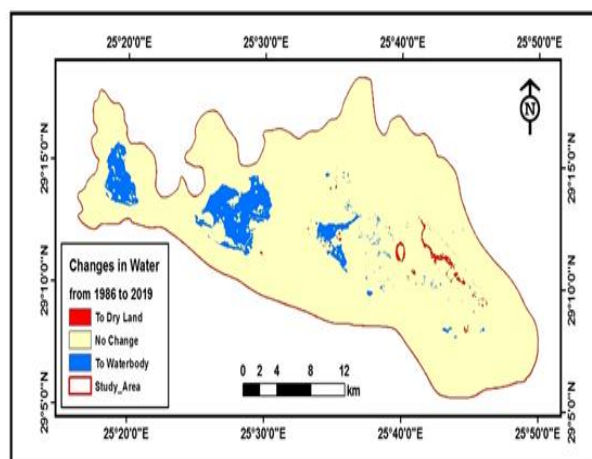 25°20'0"E 25°30'0"E 25°40'0"E 25°50'0"E
N
29°15'0"N 29°15'0"N
29°10'0"N 29°10'0"N
29°5'0"N 29°5'0"N
Changes in Water
from 1986 to 2019
To Dry Land
No Change
To Waterbody
Study_Area
0 2 4 8 12
km
25°20'0"E 25°30'0"E 25°40'0"E 25°50'0"E